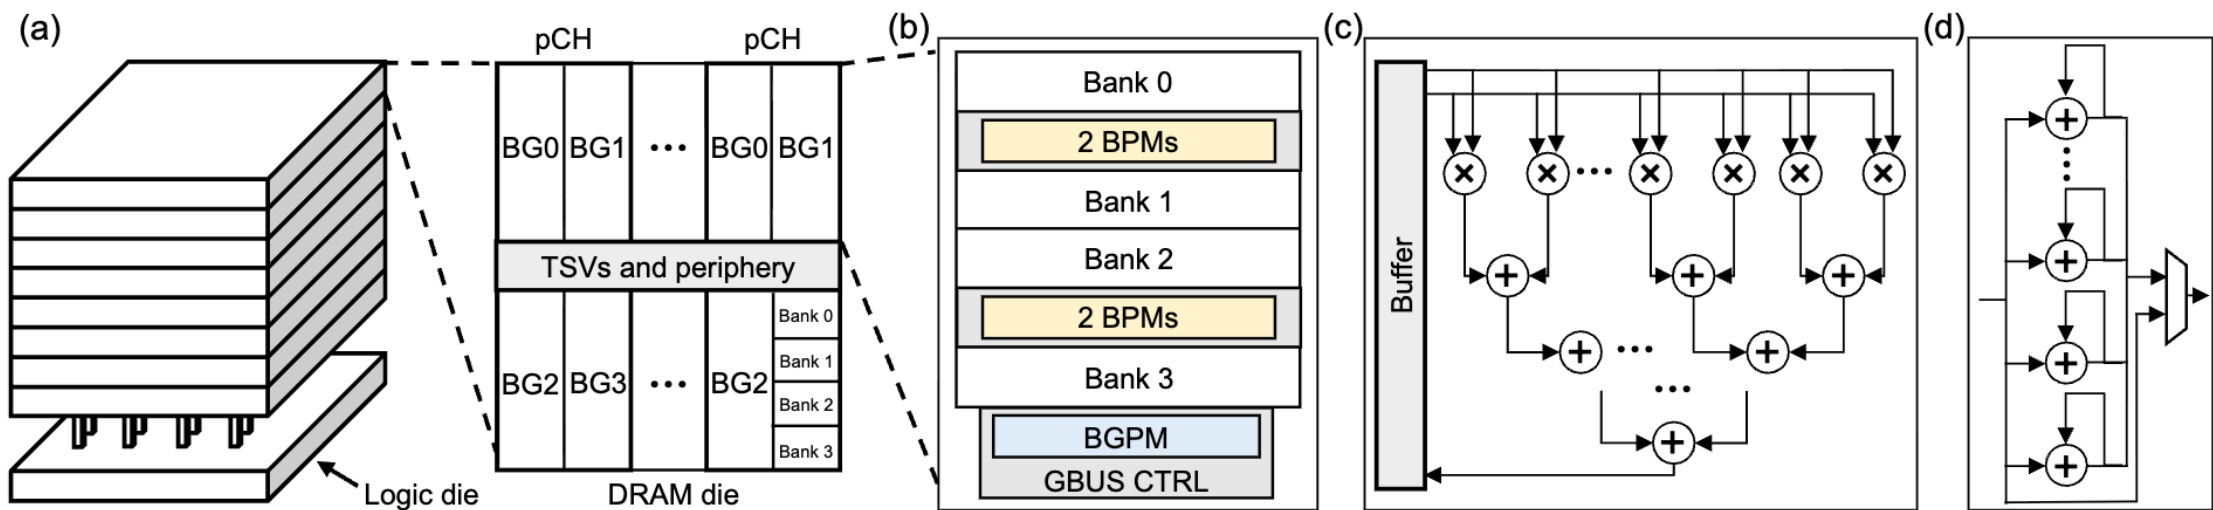 (a)
pCH
pCH
BG0
BG1
BG0
BG1
TSVs and periphery
BG2
BG3
BG2
Bank 0
Bank 1
Bank 2
Bank 3
Logic die
DRAM die
(b)
Bank 0
2 BPMs
Bank 1
Bank 2
2 BPMs
Bank 3
BGPM
GBUS CTRL
(c)
Buffer
(d)